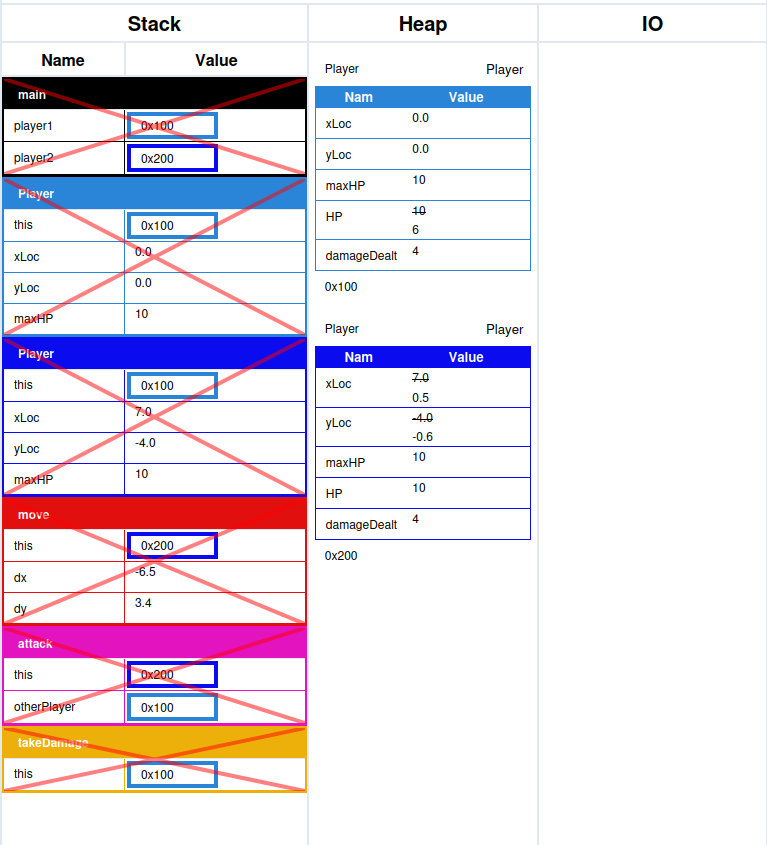 Stack Heap IO
Name Value
main
player1 0x100
player2 0x200
Player
this 0x100
xLoc 0.0
yLoc 0.0
maxHP 10
Player
this 0x100
xLoc 7.0
yLoc -4.0
maxHP 10
move
this 0x200
dx -6.5
dy 3.4
attack
this 0x200
otherPlayer 0x100
takeDamage
this 0x100
Player Player
Nam Value
xLoc 0.0
yLoc 0.0
maxHP 10
HP 10
6
damageDealt 4
0x100
Player Player
Nam Value
xLoc 7.0
0.5
yLoc -4.0
-0.6
maxHP 10
HP 10
damageDealt 4
0x200